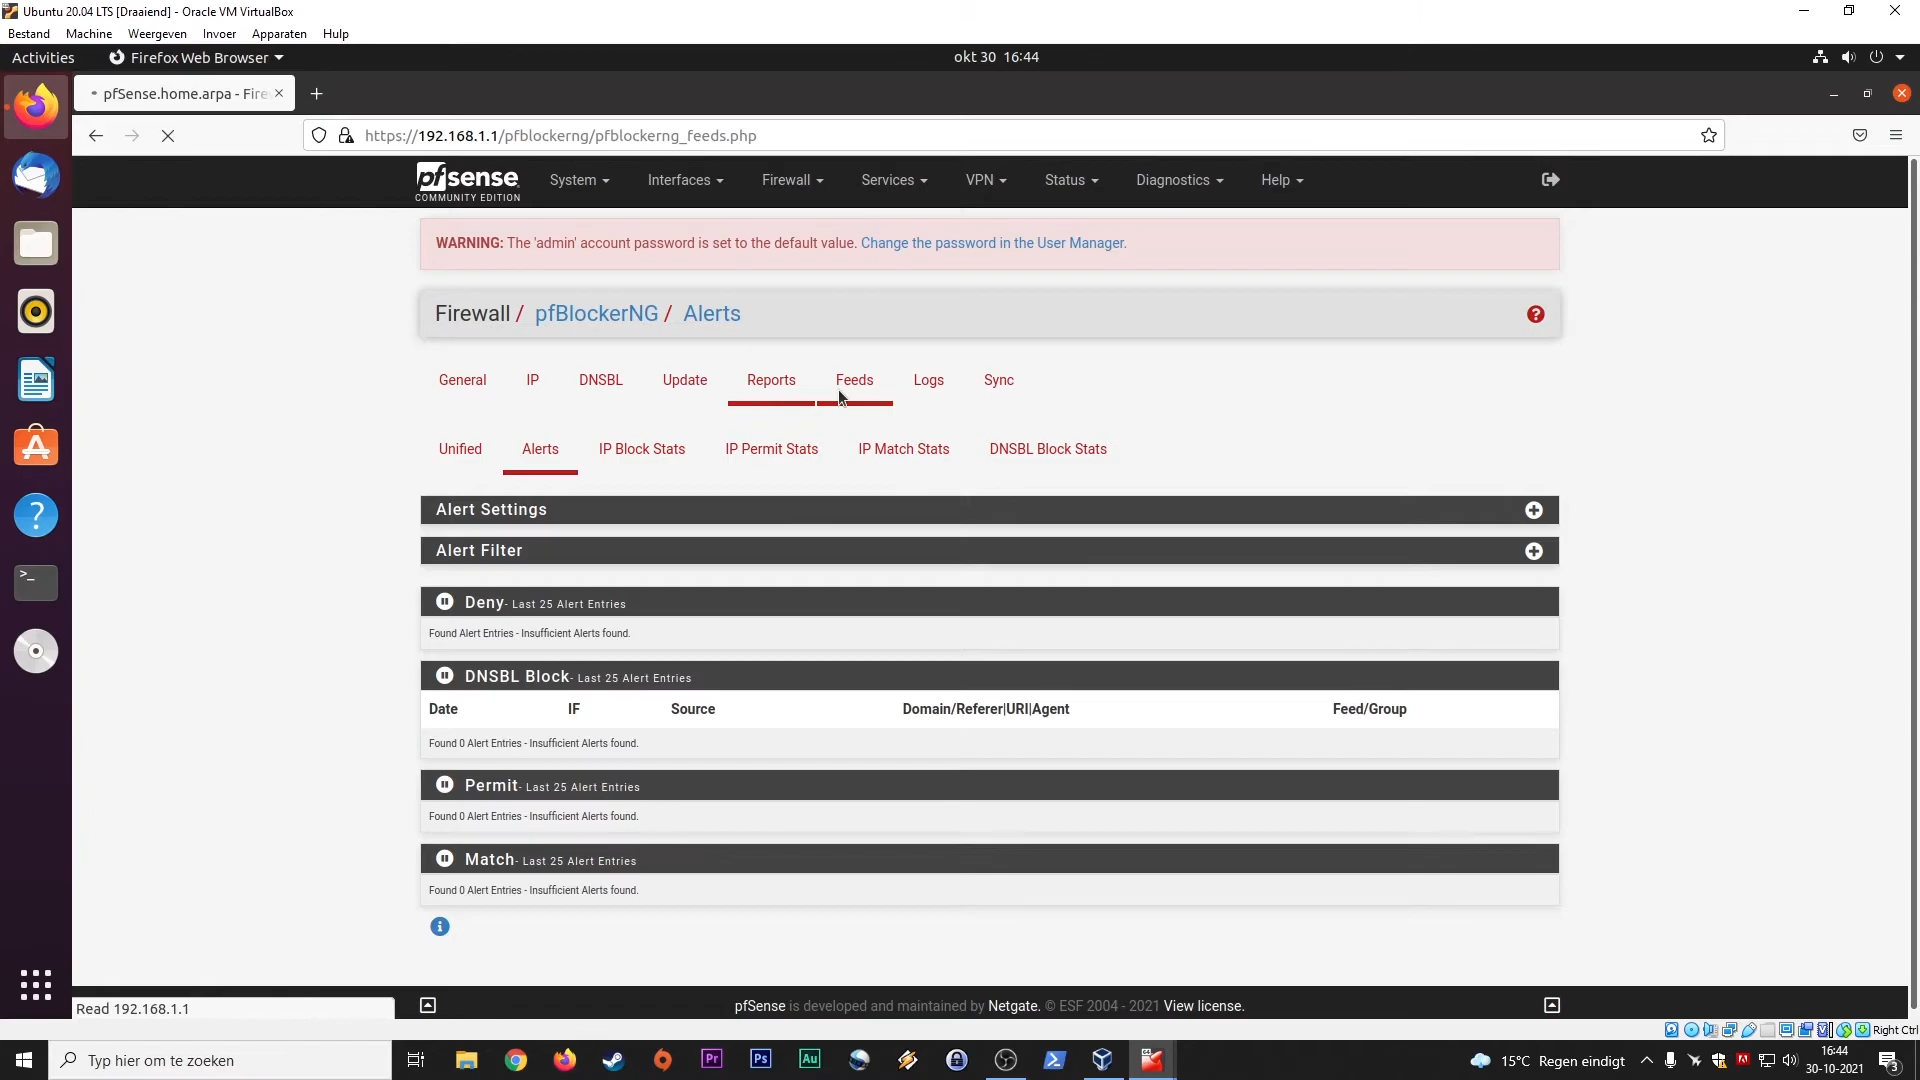 Ubuntu 20.04 LTS [Draaiend] - Oracle VM VirtualBox
Bestand Machine Weergeven Invoer Apparaten Hulp
Activities Firefox Web Browser okt 30 16:44
pfSense.home.arpa - Fire
https://192.168.1.1/pfblockerng/pfblockerng_feeds.php
pfsense System Interfaces Firewall Services VPN Status Diagnostics Help
COMMUNITY EDITION
WARNING: The 'admin' account password is set to the default value. Change the password in the User Manager.
Firewall / pfBlockerNG / Alerts
General IP DNSBL Update Reports Feeds Logs Sync
Unified Alerts IP Block Stats IP Permit Stats IP Match Stats DNSBL Block Stats
Alert Settings
Alert Filter
Deny - Last 25 Alert Entries
Found Alert Entries - Insufficient Alerts found.
DNSBL Block - Last 25 Alert Entries
Date IF Source Domain/Referer|URI|Agent Feed/Group
Found 0 Alert Entries - Insufficient Alerts found.
Permit - Last 25 Alert Entries
Found 0 Alert Entries - Insufficient Alerts found.
Match - Last 25 Alert Entries
Found 0 Alert Entries - Insufficient Alerts found.
Read 192.168.1.1
pfSense is developed and maintained by Netgate. © ESF 2004 - 2021 View license.
Right Ctrl
Typ hier om te zoeken Pr Ps Au 15°C Regen eindigt 16:44
30-10-2021 3